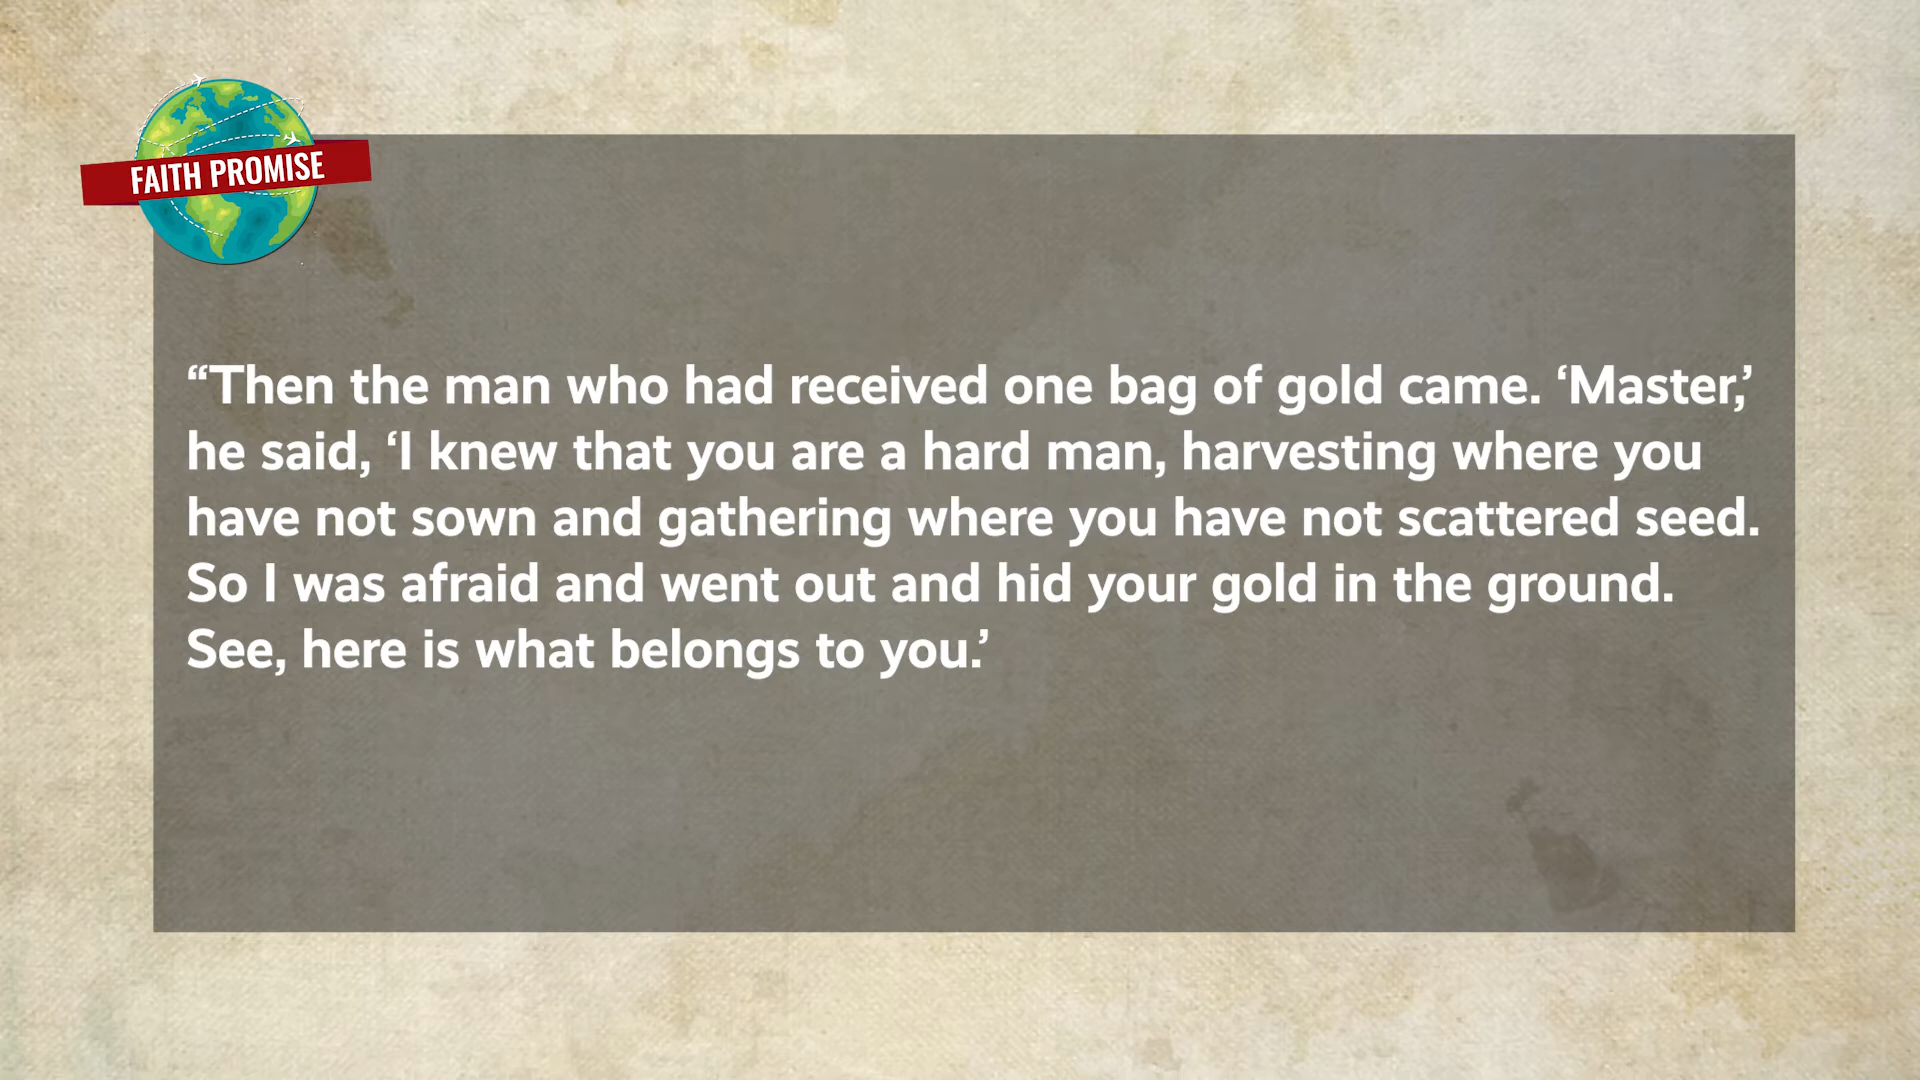 FAITH PROMISE
“Then the man who had received one bag of gold came. ‘Master,’
he said, ‘I knew that you are a hard man, harvesting where you
have not sown and gathering where you have not scattered seed.
So I was afraid and went out and hid your gold in the ground.
See, here is what belongs to you.’